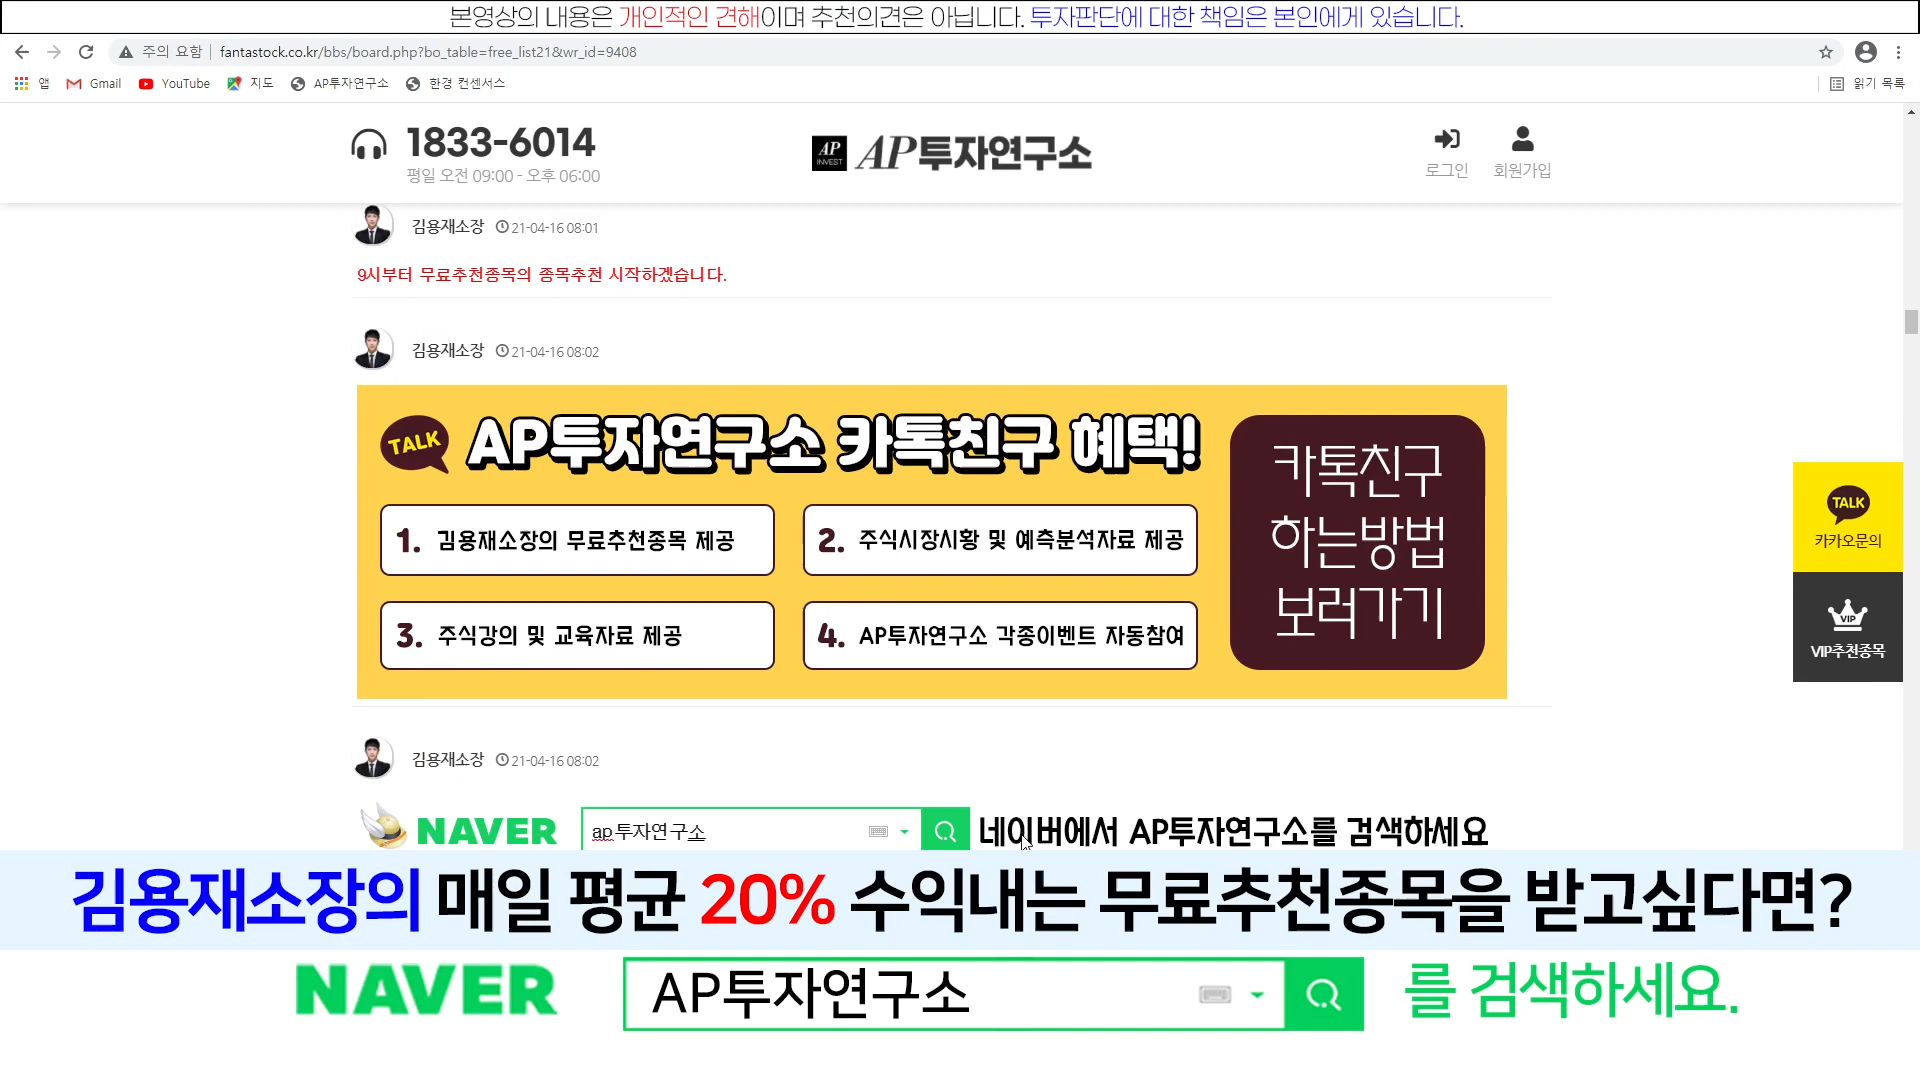 본영상의 내용은 개인적인 견해이며 추천의견은 아닙니다. 투자판단에 대한 책임은 본인에게 있습니다.
주의 요함 fantastock.co.kr/bbs/board.php?bo_table=free_list21&wr_id=9408
앱 Gmail YouTube 지도 AP투자연구소 한경 컨센서스 읽기 목록
1833-6014
평일 오전 09:00 - 오후 06:00
AP INVEST AP투자연구소
로그인 회원가입
김용재소장 21-04-16 08:01
9시부터 무료추천종목의 종목추천 시작하겠습니다.
김용재소장 21-04-16 08:02
TALK AP투자연구소 카톡친구 혜택!
1. 김용재소장의 무료추천종목 제공
2. 주식시장시황 및 예측분석자료 제공
3. 주식강의 및 교육자료 제공
4. AP투자연구소 각종이벤트 자동참여
카톡친구
하는방법
보러가기
TALK
카카오문의
VIP
VIP추천종목
김용재소장 21-04-16 08:02
NAVER ap투자연구소 네이버에서 AP투자연구소를 검색하세요
김용재소장의 매일 평균 20% 수익내는 무료추천종목을 받고싶다면?
NAVER AP투자연구소 를 검색하세요.